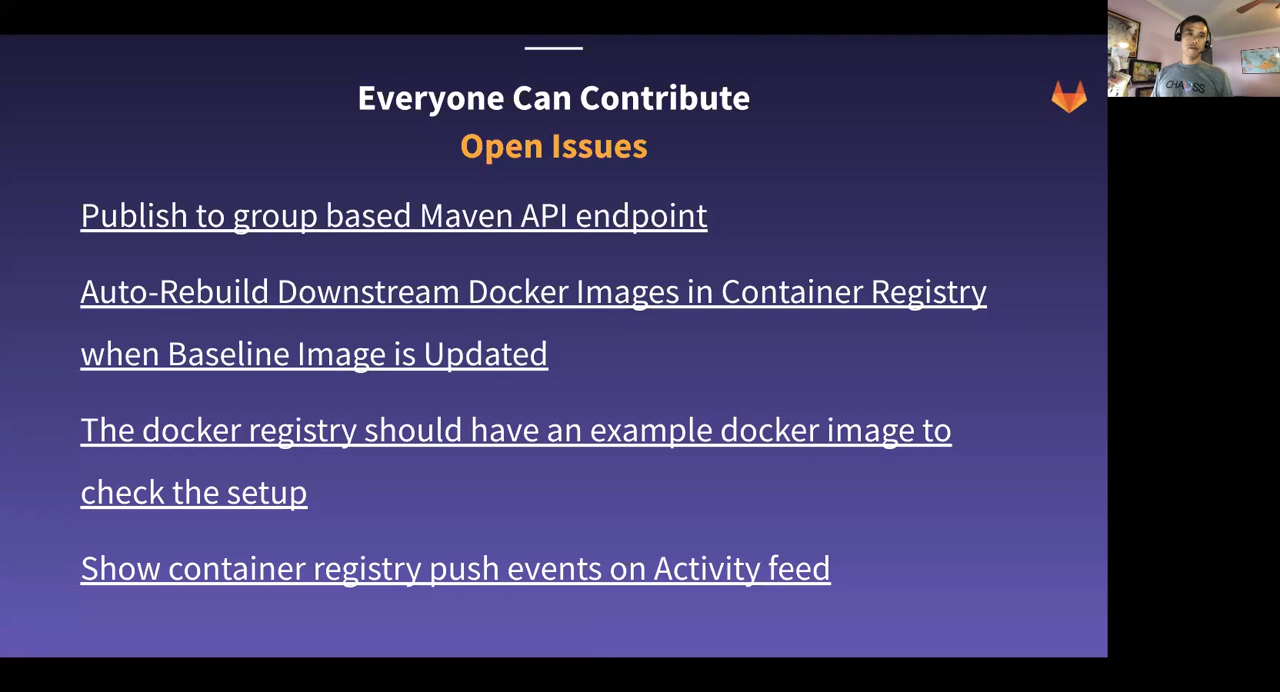 Everyone Can Contribute
Open Issues
Publish to group based Maven API endpoint
Auto-Rebuild Downstream Docker Images in Container Registry
when Baseline Image is Updated
The docker registry should have an example docker image to
check the setup
Show container registry push events on Activity feed
CHAOSS